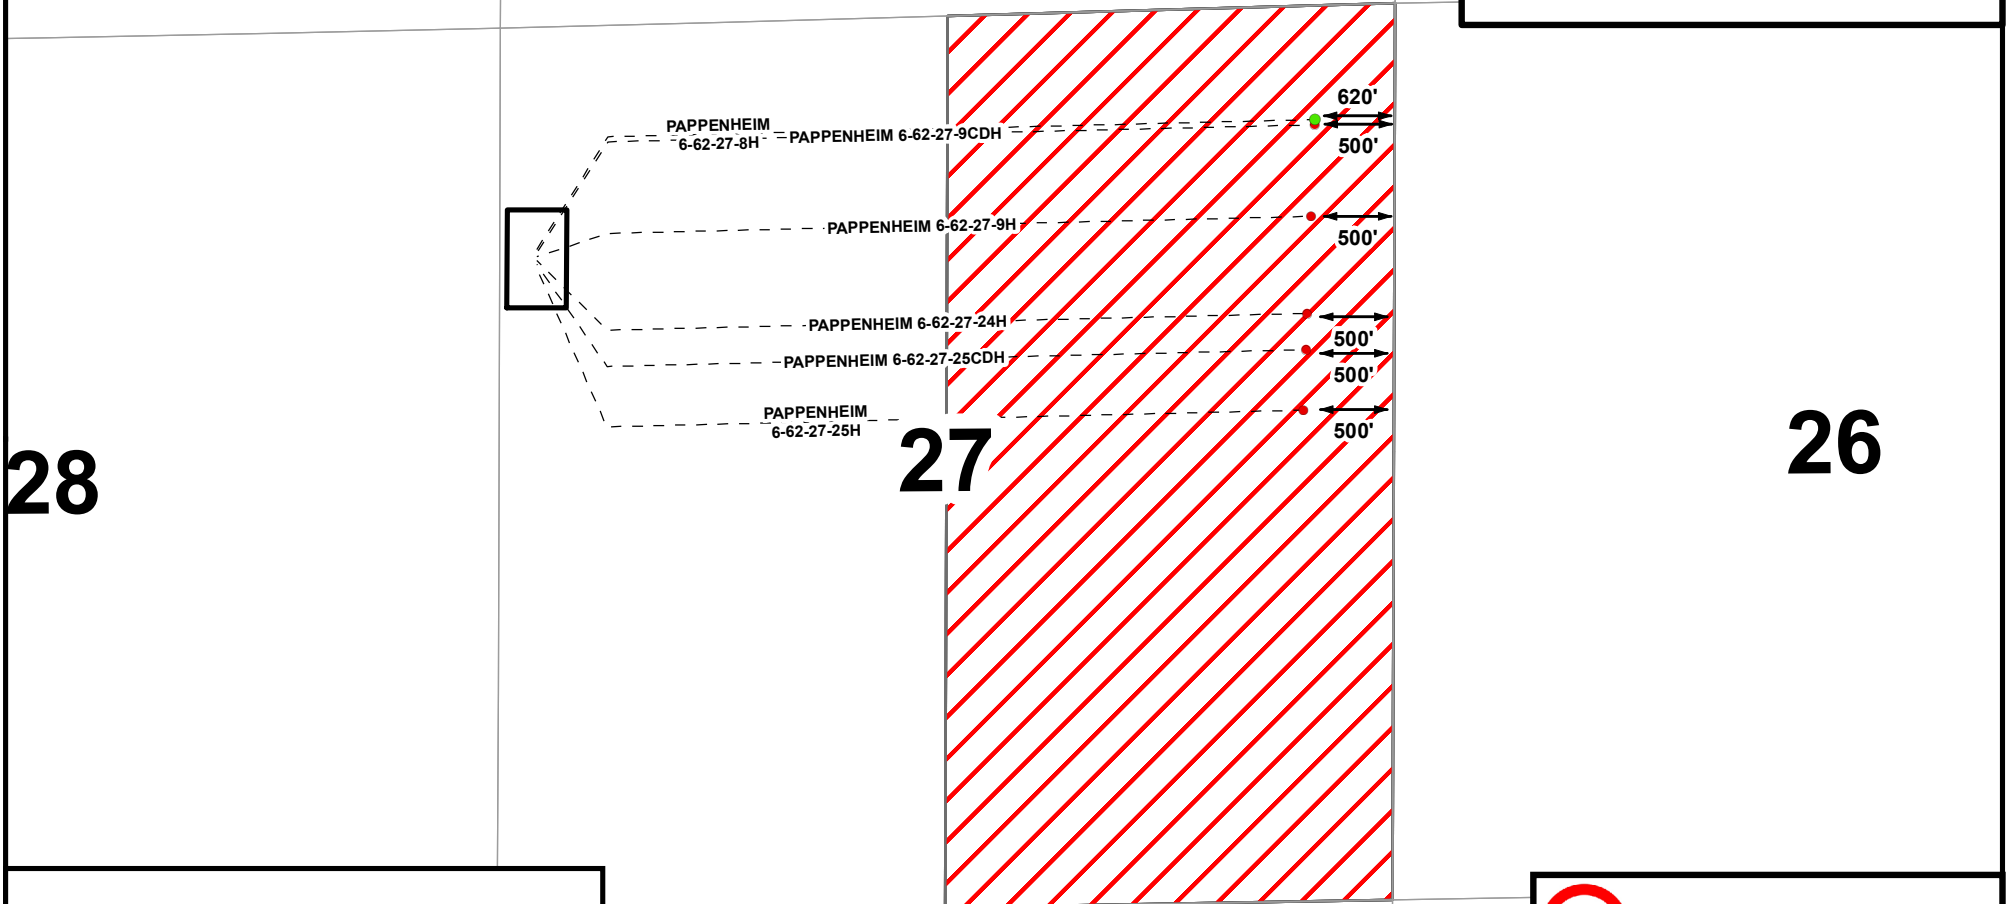 620'
PAPPENHEIM
6-62-27-8H
PAPPENHEIM 6-62-27-9CDH
500'
PAPPENHEIM 6-62-27-9H
500'
PAPPENHEIM 6-62-27-24H
500'
PAPPENHEIM 6-62-27-25CDH
500'
PAPPENHEIM
6-62-27-25H
500'
28
27
26